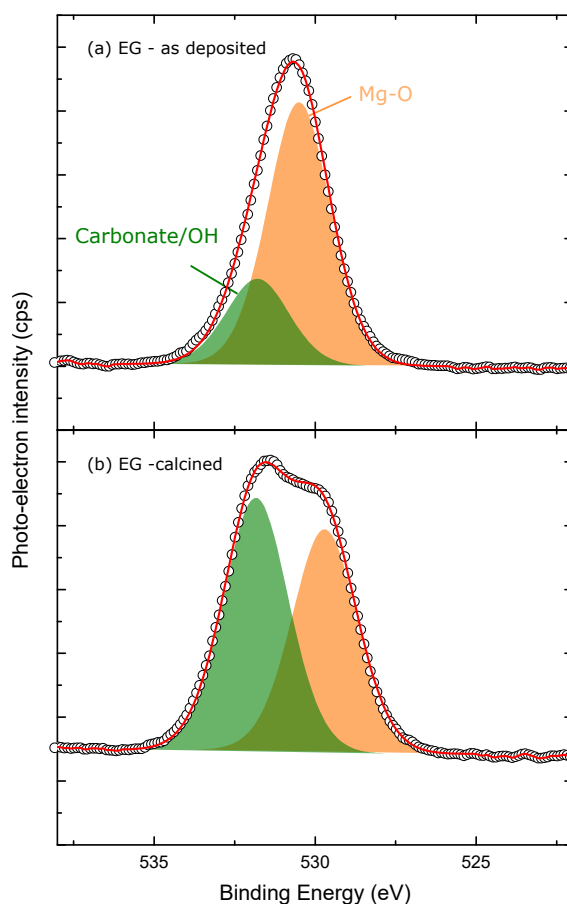 (a) EG - as deposited
Mg-O
Carbonate/OH
Photo-electron intensity (cps)
(b) EG -calcined
535
530
525
Binding Energy (eV)